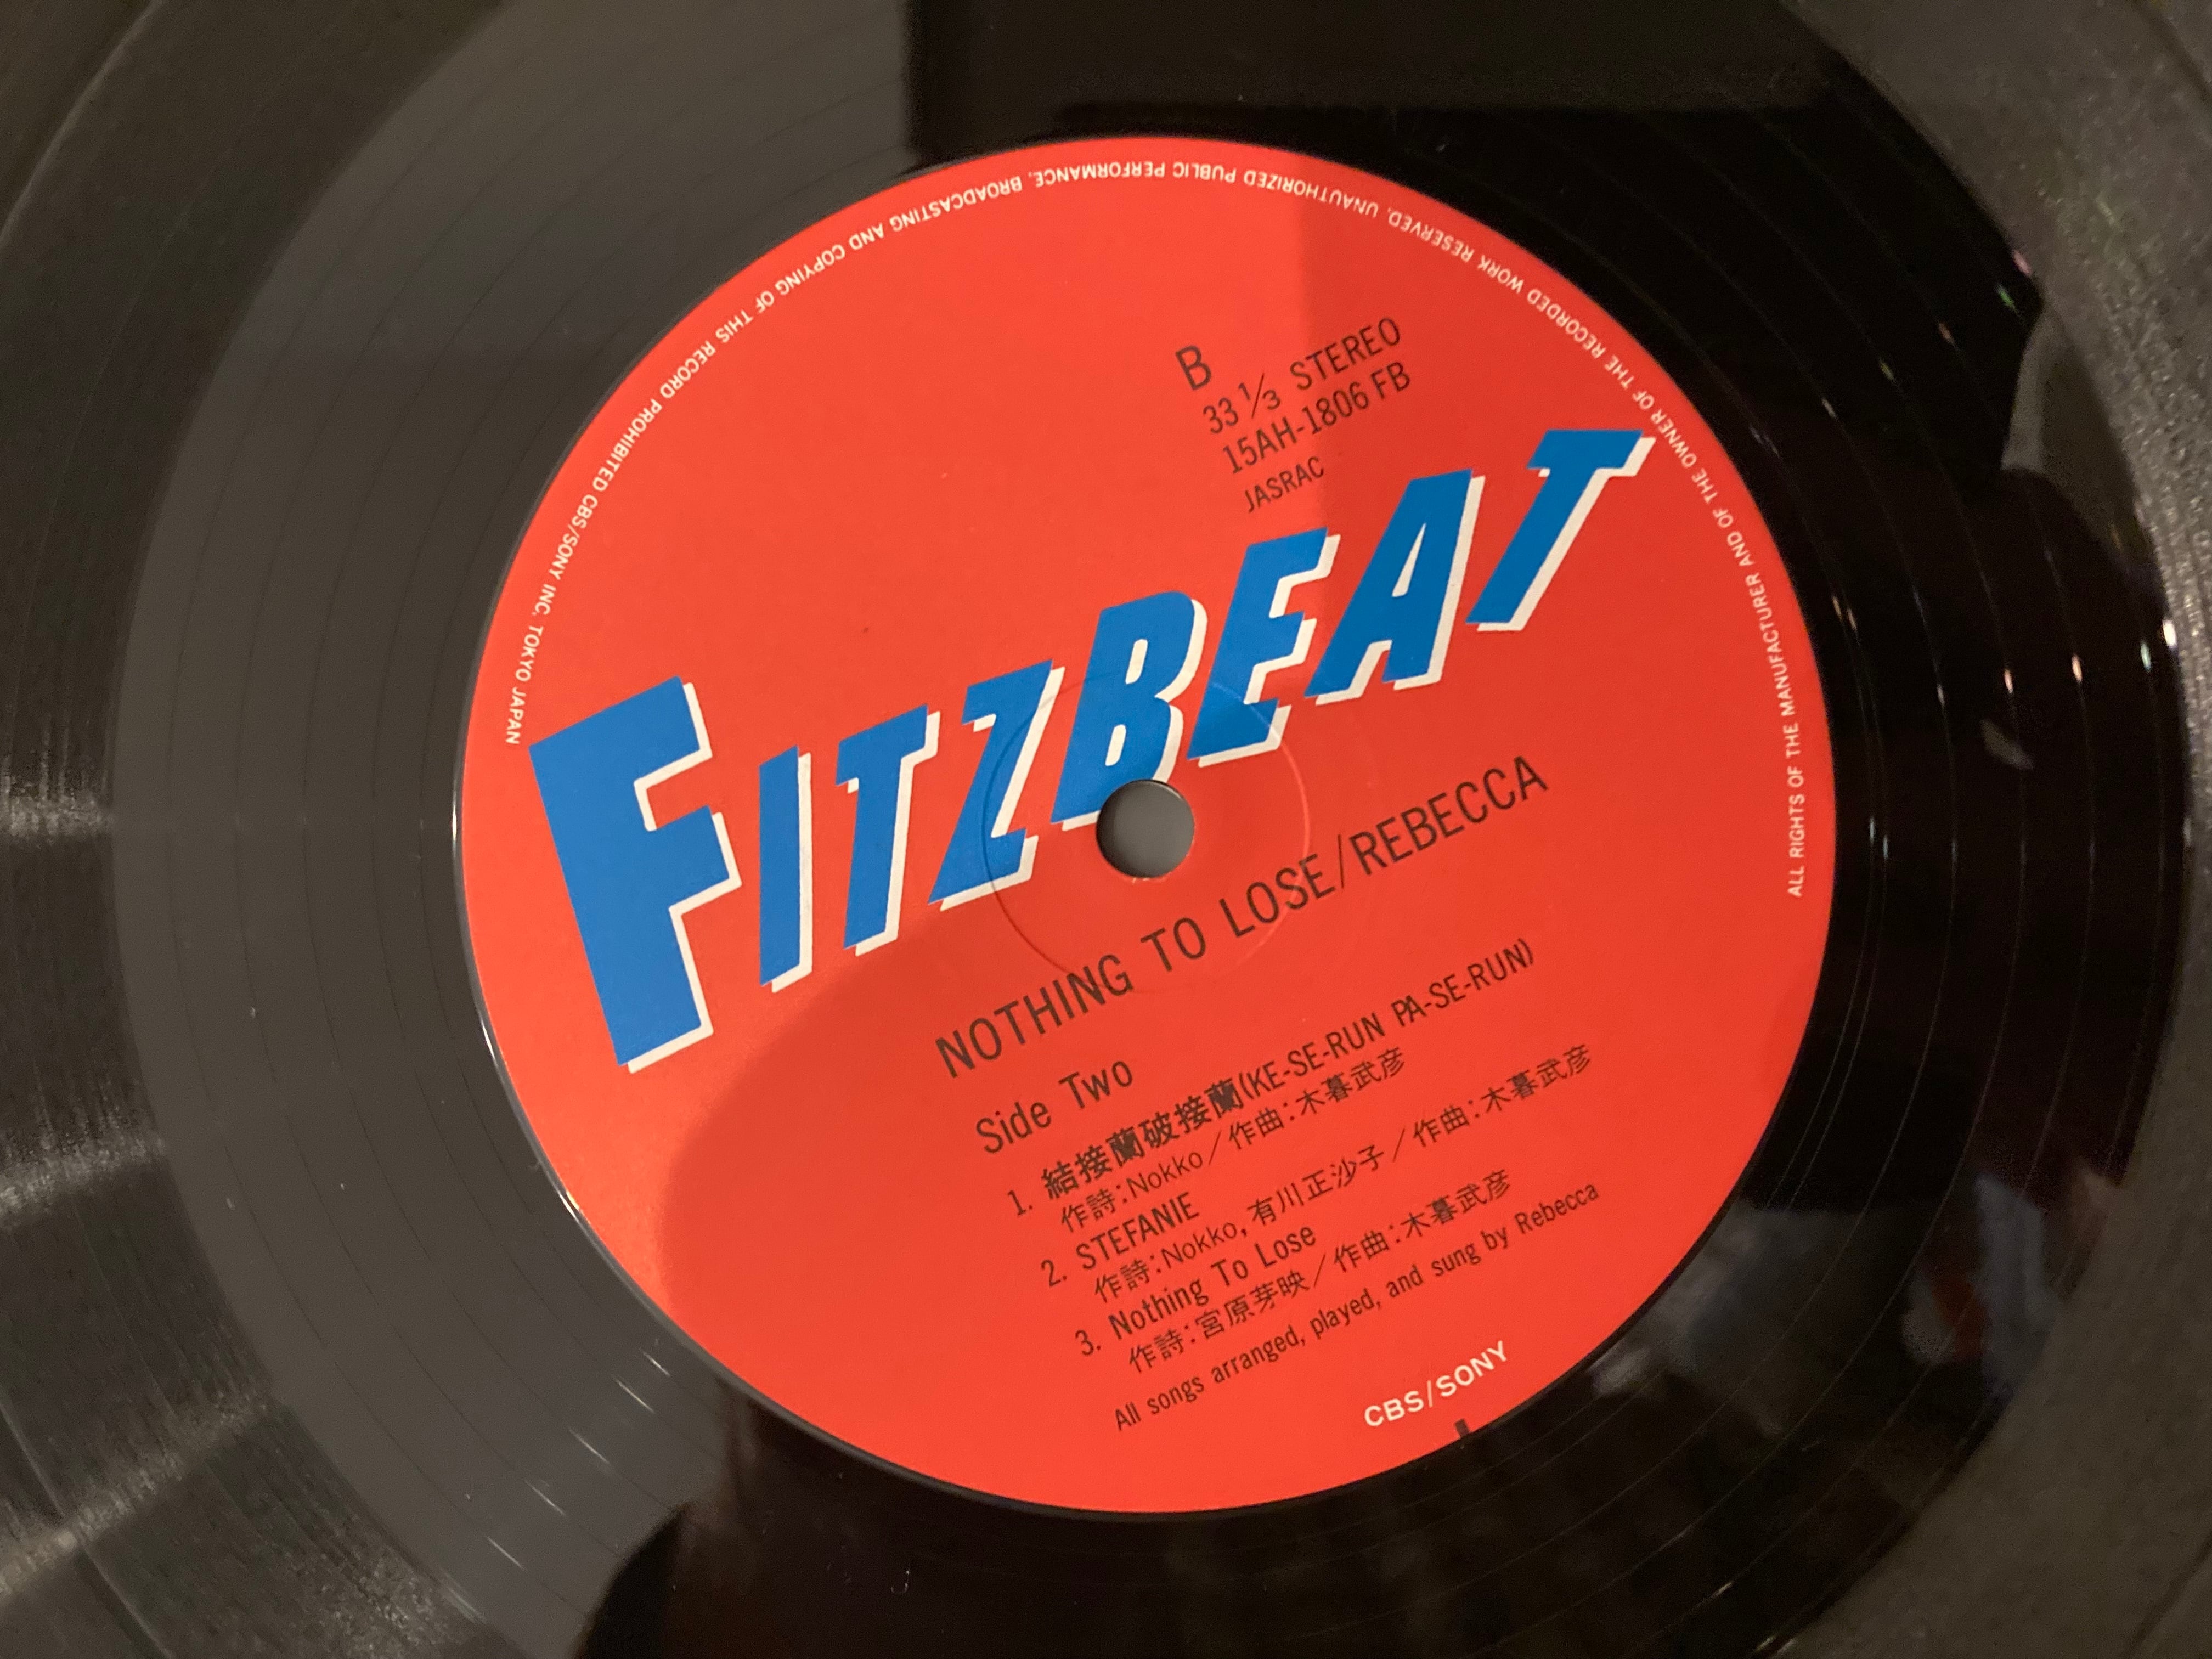 B
33 1/3 STEREO
15AH-1806 FB
JASRAC
FITZBEAT
NOTHING TO LOSE/REBECCA
Side Two
1. 結接蘭破接蘭(KE-SE-RUN PA-SE-RUN)
作詩:Nokko/作曲:木暮武彦
2. STEFANIE
作詩:Nokko,有川正沙子/作曲:木暮武彦
3. Nothing To Lose
作詩:宮原芽映/作曲:木暮武彦
All songs arranged, played, and sung by Rebecca
CBS/SONY
ALL RIGHTS OF THE MANUFACTURER AND OF THE OWNER OF THE RECORDED WORK RESERVED. UNAUTHORIZED PUBLIC PERFORMANCE, BROADCASTING AND COPYING OF THIS RECORD PROHIBITED CBS/SONY INC. TOKYO JAPAN